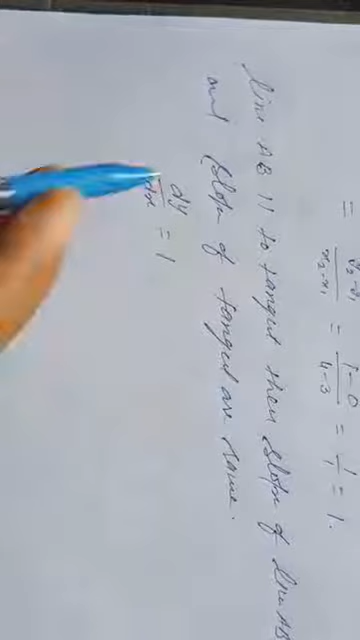 = y₂-y₁/x₂-x₁ = 1-0/4-3 = 1/1 = 1.
line AB || to tangent then slope of line AB
and slope of tangent are same.
dy/dx = 1